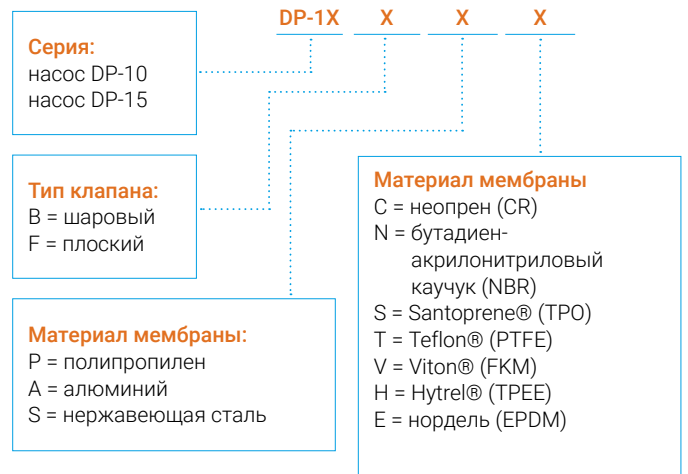 DP-1X X X X
Серия:
насос DP-10
насос DP-15
Тип клапана:
B = шаровый
F = плоский
Материал мембраны:
P = полипропилен
A = алюминий
S = нержавеющая сталь
Материал мембраны
C = неопрен (CR)
N = бутадиен-
акрилонитриловый
каучук (NBR)
S = Santoprene® (TPO)
T = Teflon® (PTFE)
V = Viton® (FKM)
H = Hytrel® (TPEE)
E = нордель (EPDM)